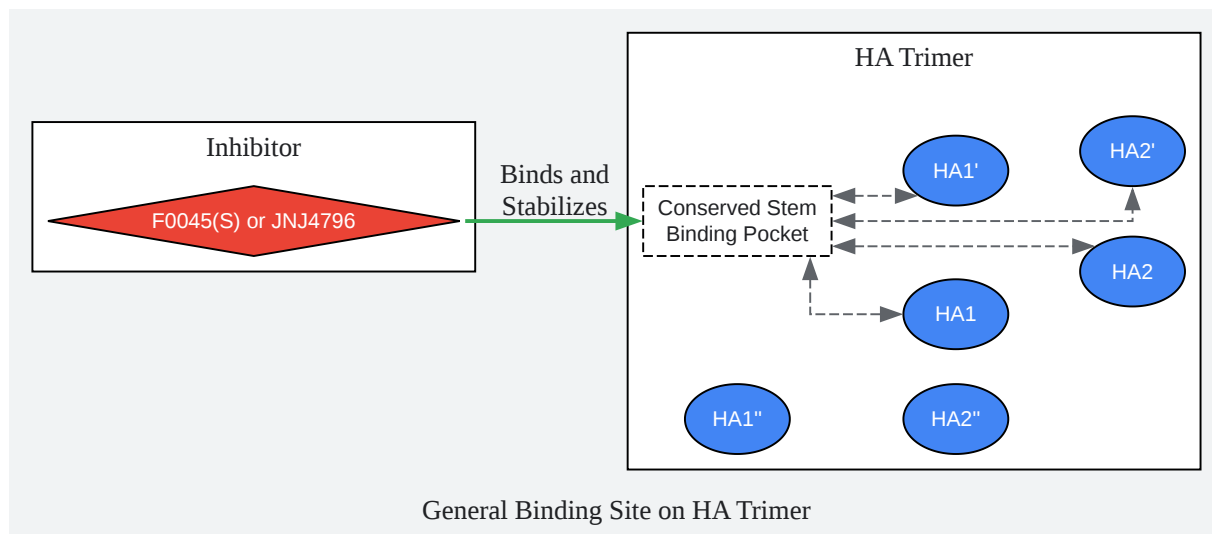 HA Trimer
Inhibitor
F0045(S) or JNJ4796
Binds and
Stabilizes
Conserved Stem
Binding Pocket
HA1'
HA2'
HA2
HA1
HA1"
HA2"
General Binding Site on HA Trimer